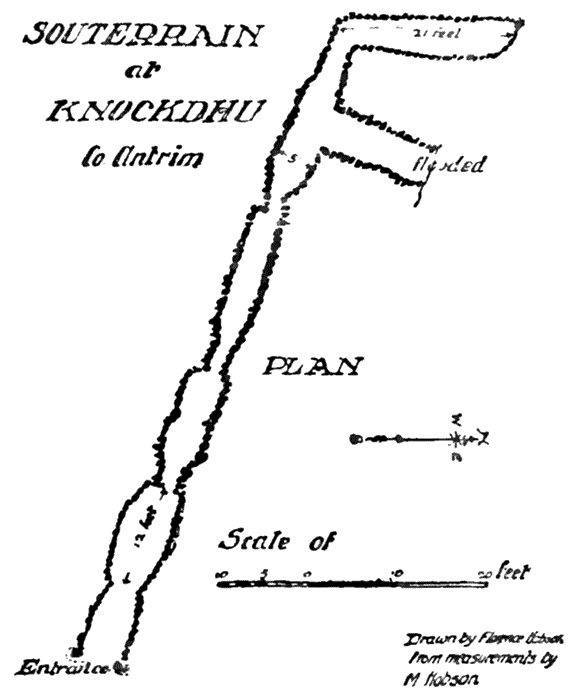 SOUTERRAIN
at
KNOCKDHU
Co Antrim
21 feet
5
flooded
PLAN
12 feet
Scale of
10 5 0 10 20 feet
Entrance
Drawn by Florence Hobson
from measurements by
M Hobson